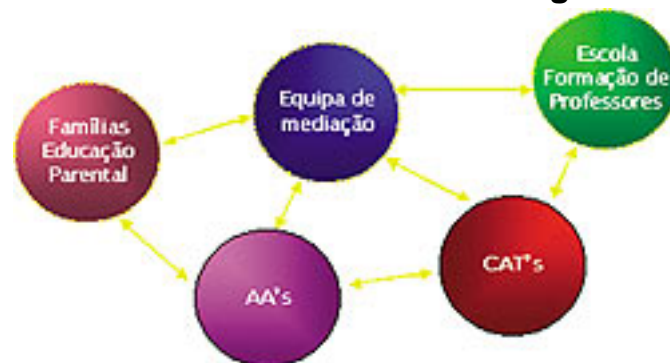 Famílias
Educação
Parental
Equipa de
mediação
Escola
Formação de
Professores
AA's
CAT's